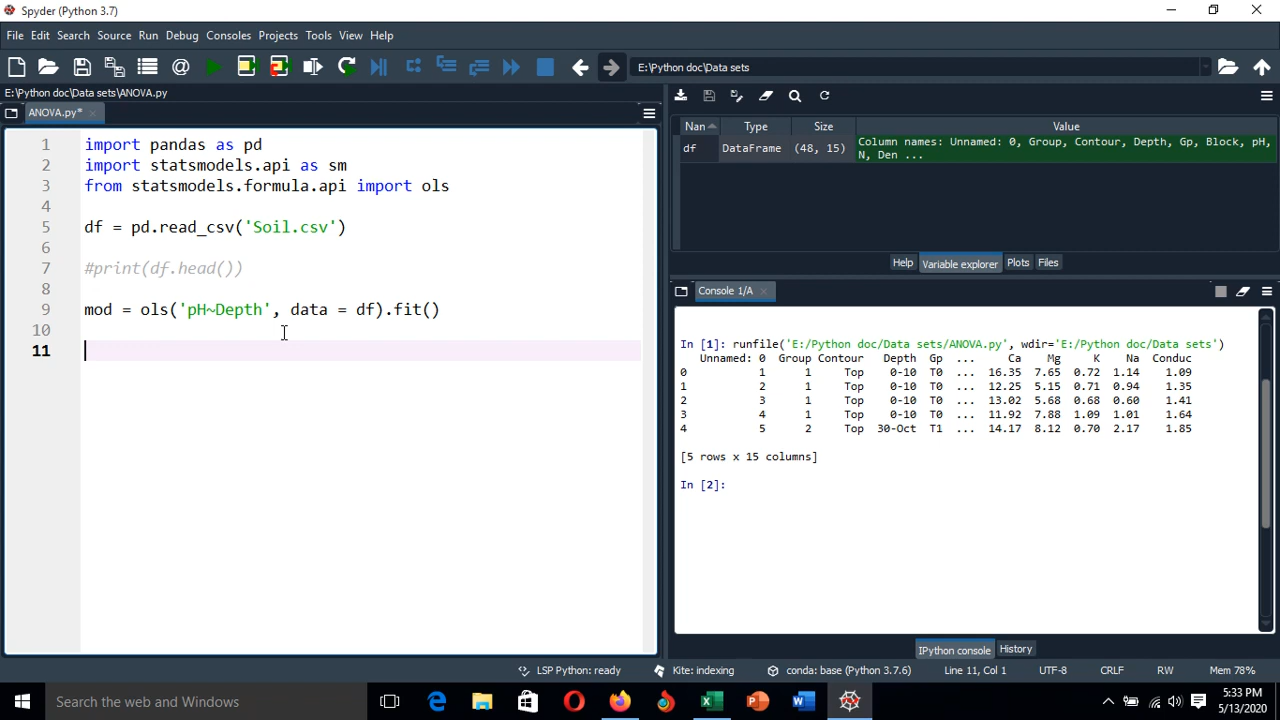 Spyder (Python 3.7)
File Edit Search Source Run Debug Consoles Projects Tools View Help
E:\Python doc\Data sets
E:\Python doc\Data sets\ANOVA.py
ANOVA.py*
1 import pandas as pd
2 import statsmodels.api as sm
3 from statsmodels.formula.api import ols
4
5 df = pd.read_csv('Soil.csv')
6
7 #print(df.head())
8
9 mod = ols('pH~Depth', data = df).fit()
10
11
Nan Type Size Value
df DataFrame (48, 15) Column names: Unnamed: 0, Group, Contour, Depth, Gp, Block, pH,
N, Den ...
Help Variable explorer Plots Files
Console 1/A
In [1]: runfile('E:/Python doc/Data sets/ANOVA.py', wdir='E:/Python doc/Data sets')
Unnamed: 0 Group Contour Depth Gp ... Ca Mg K Na Conduc
0 1 1 Top 0-10 T0 ... 16.35 7.65 0.72 1.14 1.09
1 2 1 Top 0-10 T0 ... 12.25 5.15 0.71 0.94 1.35
2 3 1 Top 0-10 T0 ... 13.02 5.68 0.68 0.60 1.41
3 4 1 Top 0-10 T0 ... 11.92 7.88 1.09 1.01 1.64
4 5 2 Top 30-Oct T1 ... 14.17 8.12 0.70 2.17 1.85
[5 rows x 15 columns]
In [2]:
IPython console History
LSP Python: ready Kite: indexing conda: base (Python 3.7.6) Line 11, Col 1 UTF-8 CRLF RW Mem 78%
Search the web and Windows
5:33 PM
5/13/2020